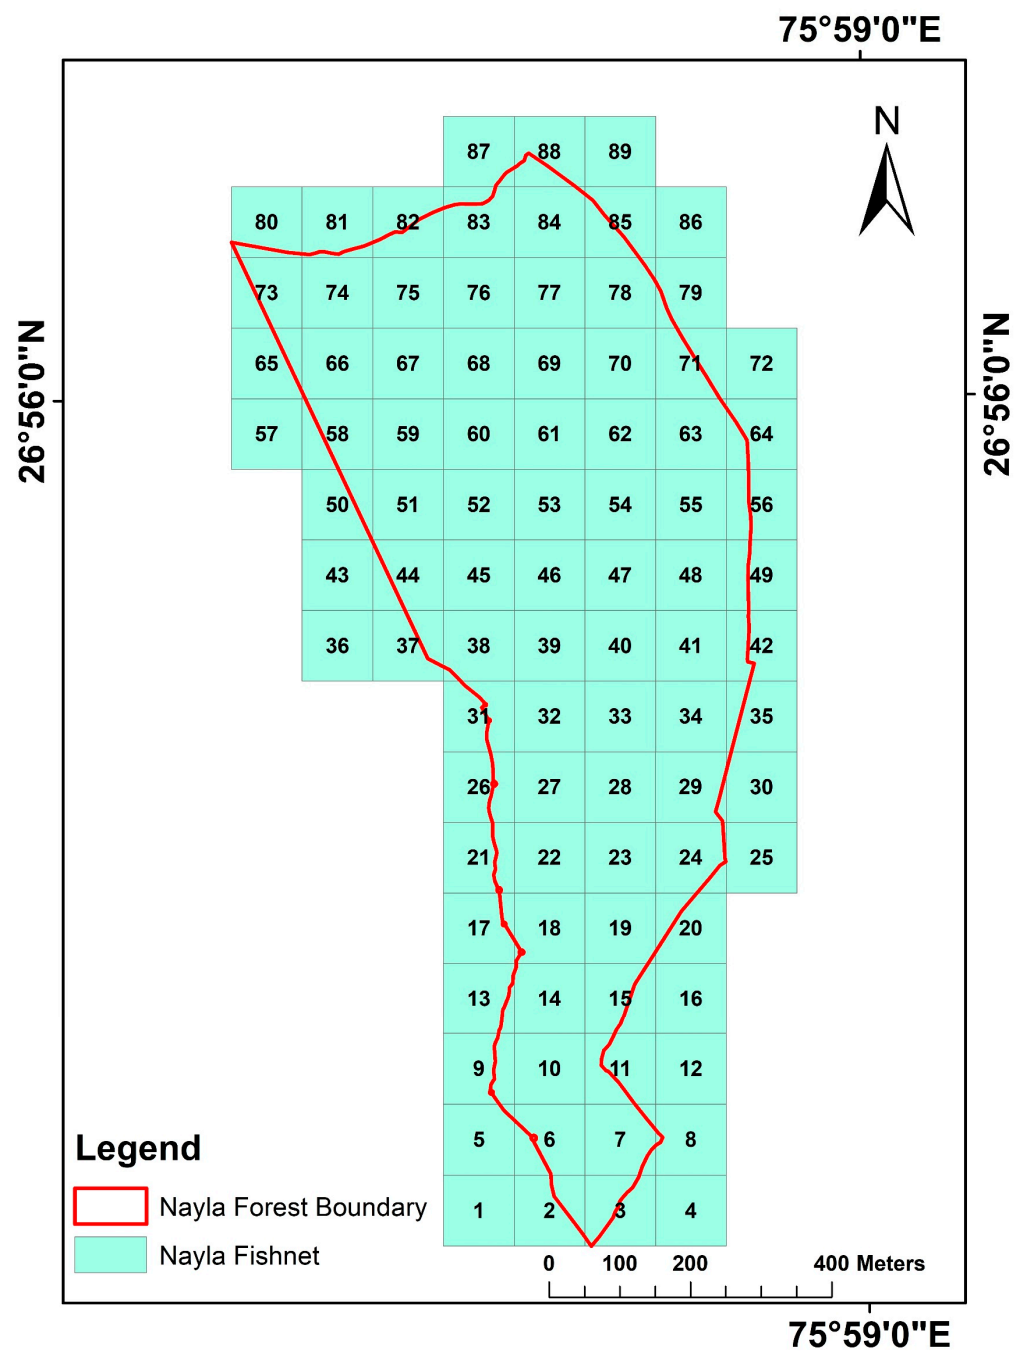 75°59'0"E
N
87 88 89
80 81 82 83 84 85 86
73 74 75 76 77 78 79
26°56'0"N
26°56'0"N
65 66 67 68 69 70 71 72
57 58 59 60 61 62 63 64
50 51 52 53 54 55 56
43 44 45 46 47 48 49
36 37 38 39 40 41 42
31 32 33 34 35
26 27 28 29 30
21 22 23 24 25
17 18 19 20
13 14 15 16
9 10 11 12
5 6 7 8
1 2 3 4
Legend
Nayla Forest Boundary
Nayla Fishnet
0 100 200 400 Meters
75°59'0"E